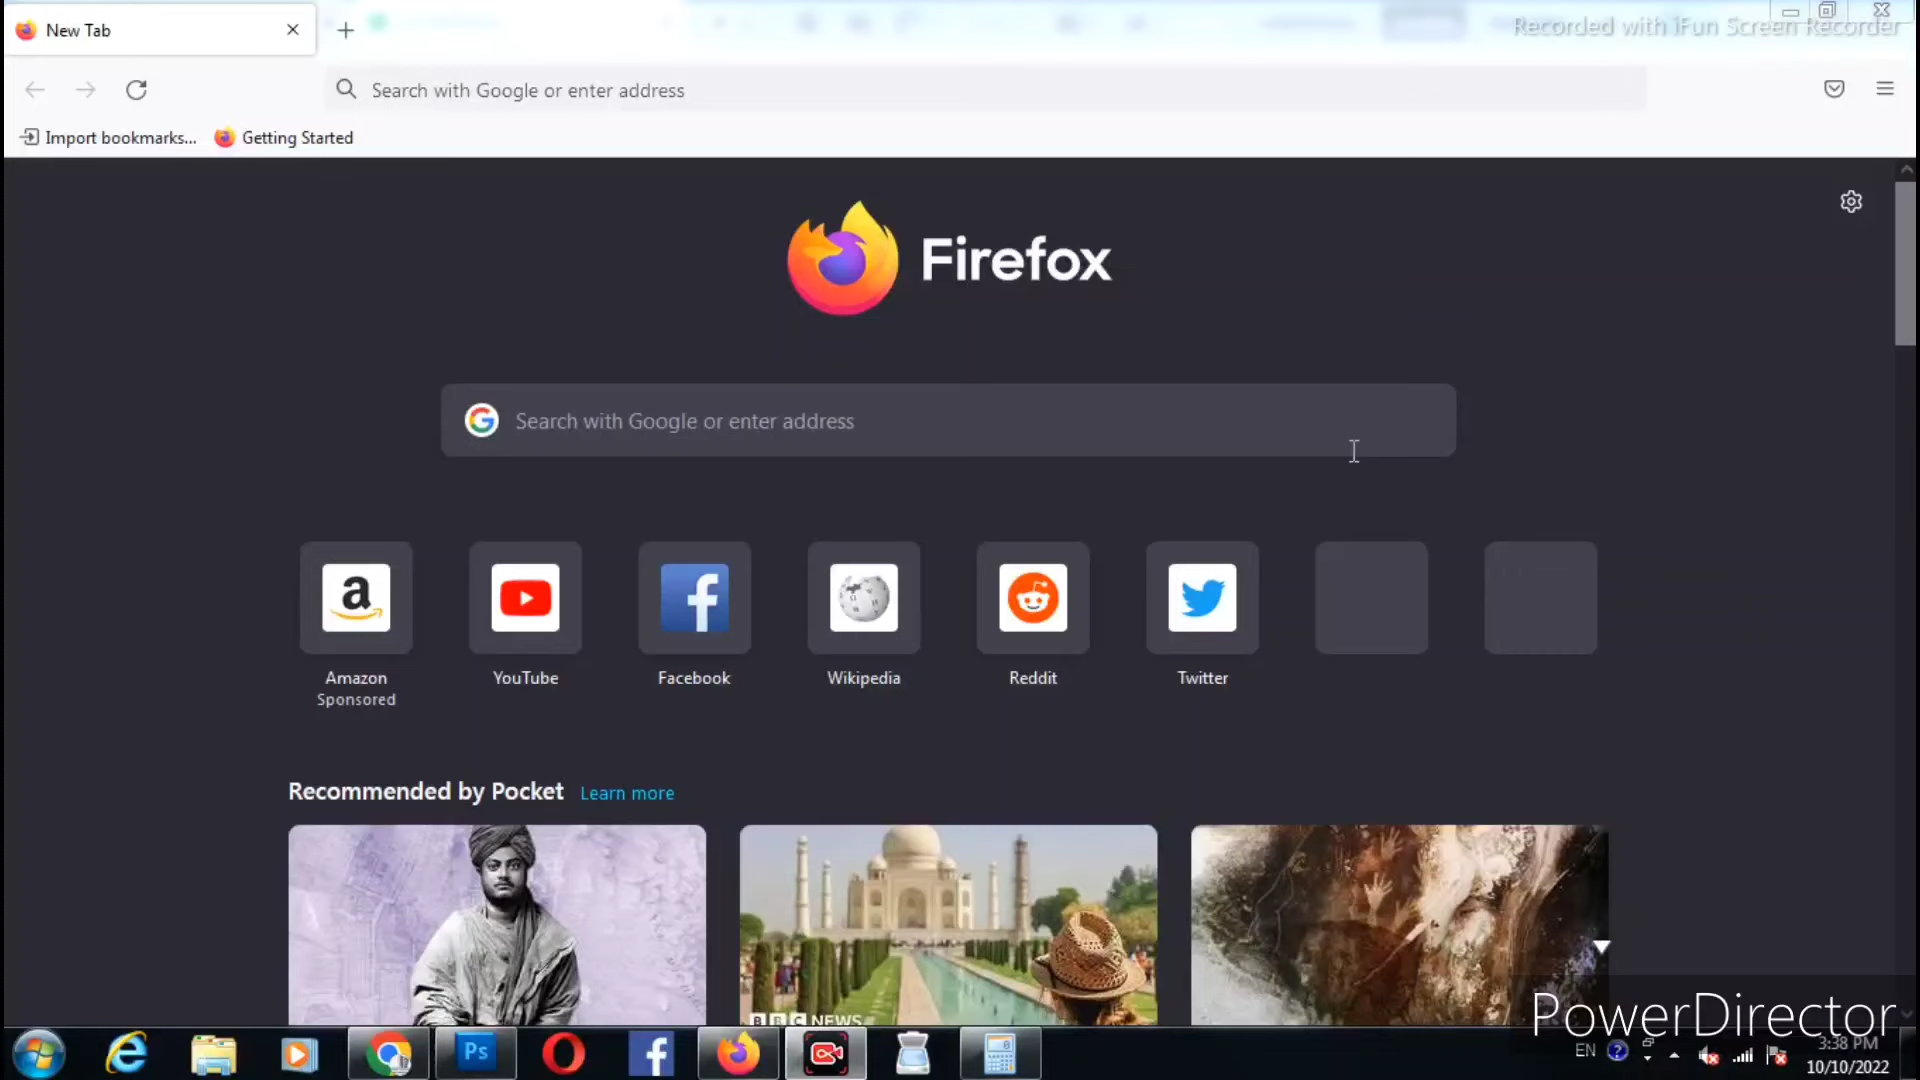 New Tab
Recorded with iFun Screen Recorder
Search with Google or enter address
Import bookmarks...
Getting Started
Firefox
Search with Google or enter address
a
f
Amazon
Sponsored
YouTube
Facebook
Wikipedia
Reddit
Twitter
Recommended by Pocket
Learn more
BBC NEWS
PowerDirector
Ps
f
EN
3:38 PM
10/10/2022